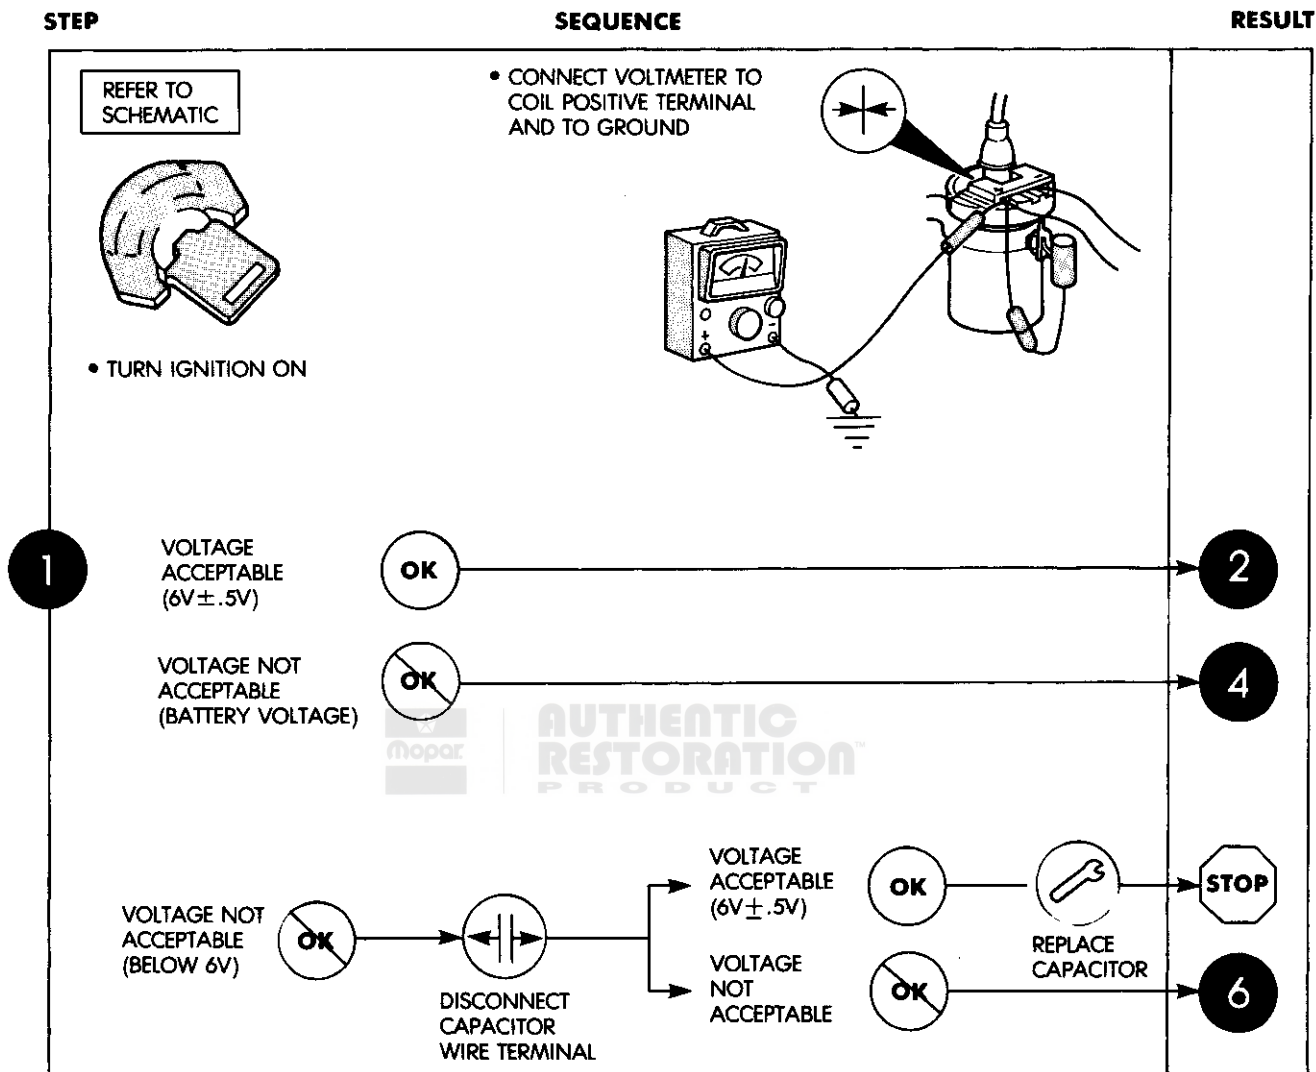 STEP SEQUENCE RESULT
REFER TO
SCHEMATIC
• TURN IGNITION ON
• CONNECT VOLTMETER TO
COIL POSITIVE TERMINAL
AND TO GROUND
+ -
+
1
VOLTAGE
ACCEPTABLE
(6V±.5V)
OK
2
VOLTAGE NOT
ACCEPTABLE
(BATTERY VOLTAGE)
OK
4
Mopar
AUTHENTIC
RESTORATION™
PRODUCT
VOLTAGE NOT
ACCEPTABLE
(BELOW 6V)
OK
DISCONNECT
CAPACITOR
WIRE TERMINAL
VOLTAGE
ACCEPTABLE
(6V±.5V)
OK
REPLACE
CAPACITOR
STOP
VOLTAGE
NOT
ACCEPTABLE
OK
6